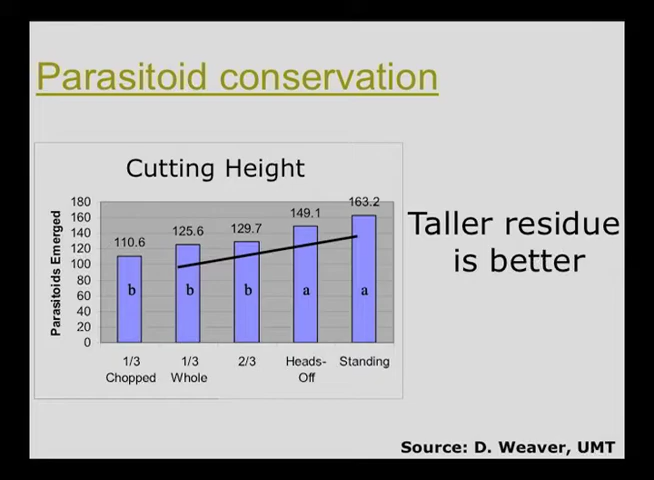 Parasitoid conservation
Cutting Height
Taller residue
is better
Parasitoids Emerged
180
160
140
120
100
80
60
40
20
0
110.6
125.6
129.7
149.1
163.2
b
b
b
a
a
1/3
Chopped
1/3
Whole
2/3
Heads-
Off
Standing
Source: D. Weaver, UMT